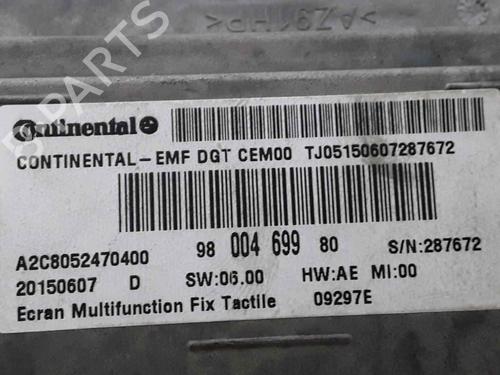 >AZ91HP<
Continental
CONTINENTAL-EMF DGT CEM00 TJ05150607287672
A2C8052470400 98 004 699 80 S/N:287672
20150607 D SW:06.00 HW:AE MI:00
Ecran Multifunction Fix Tactile 09297E
B PARTS